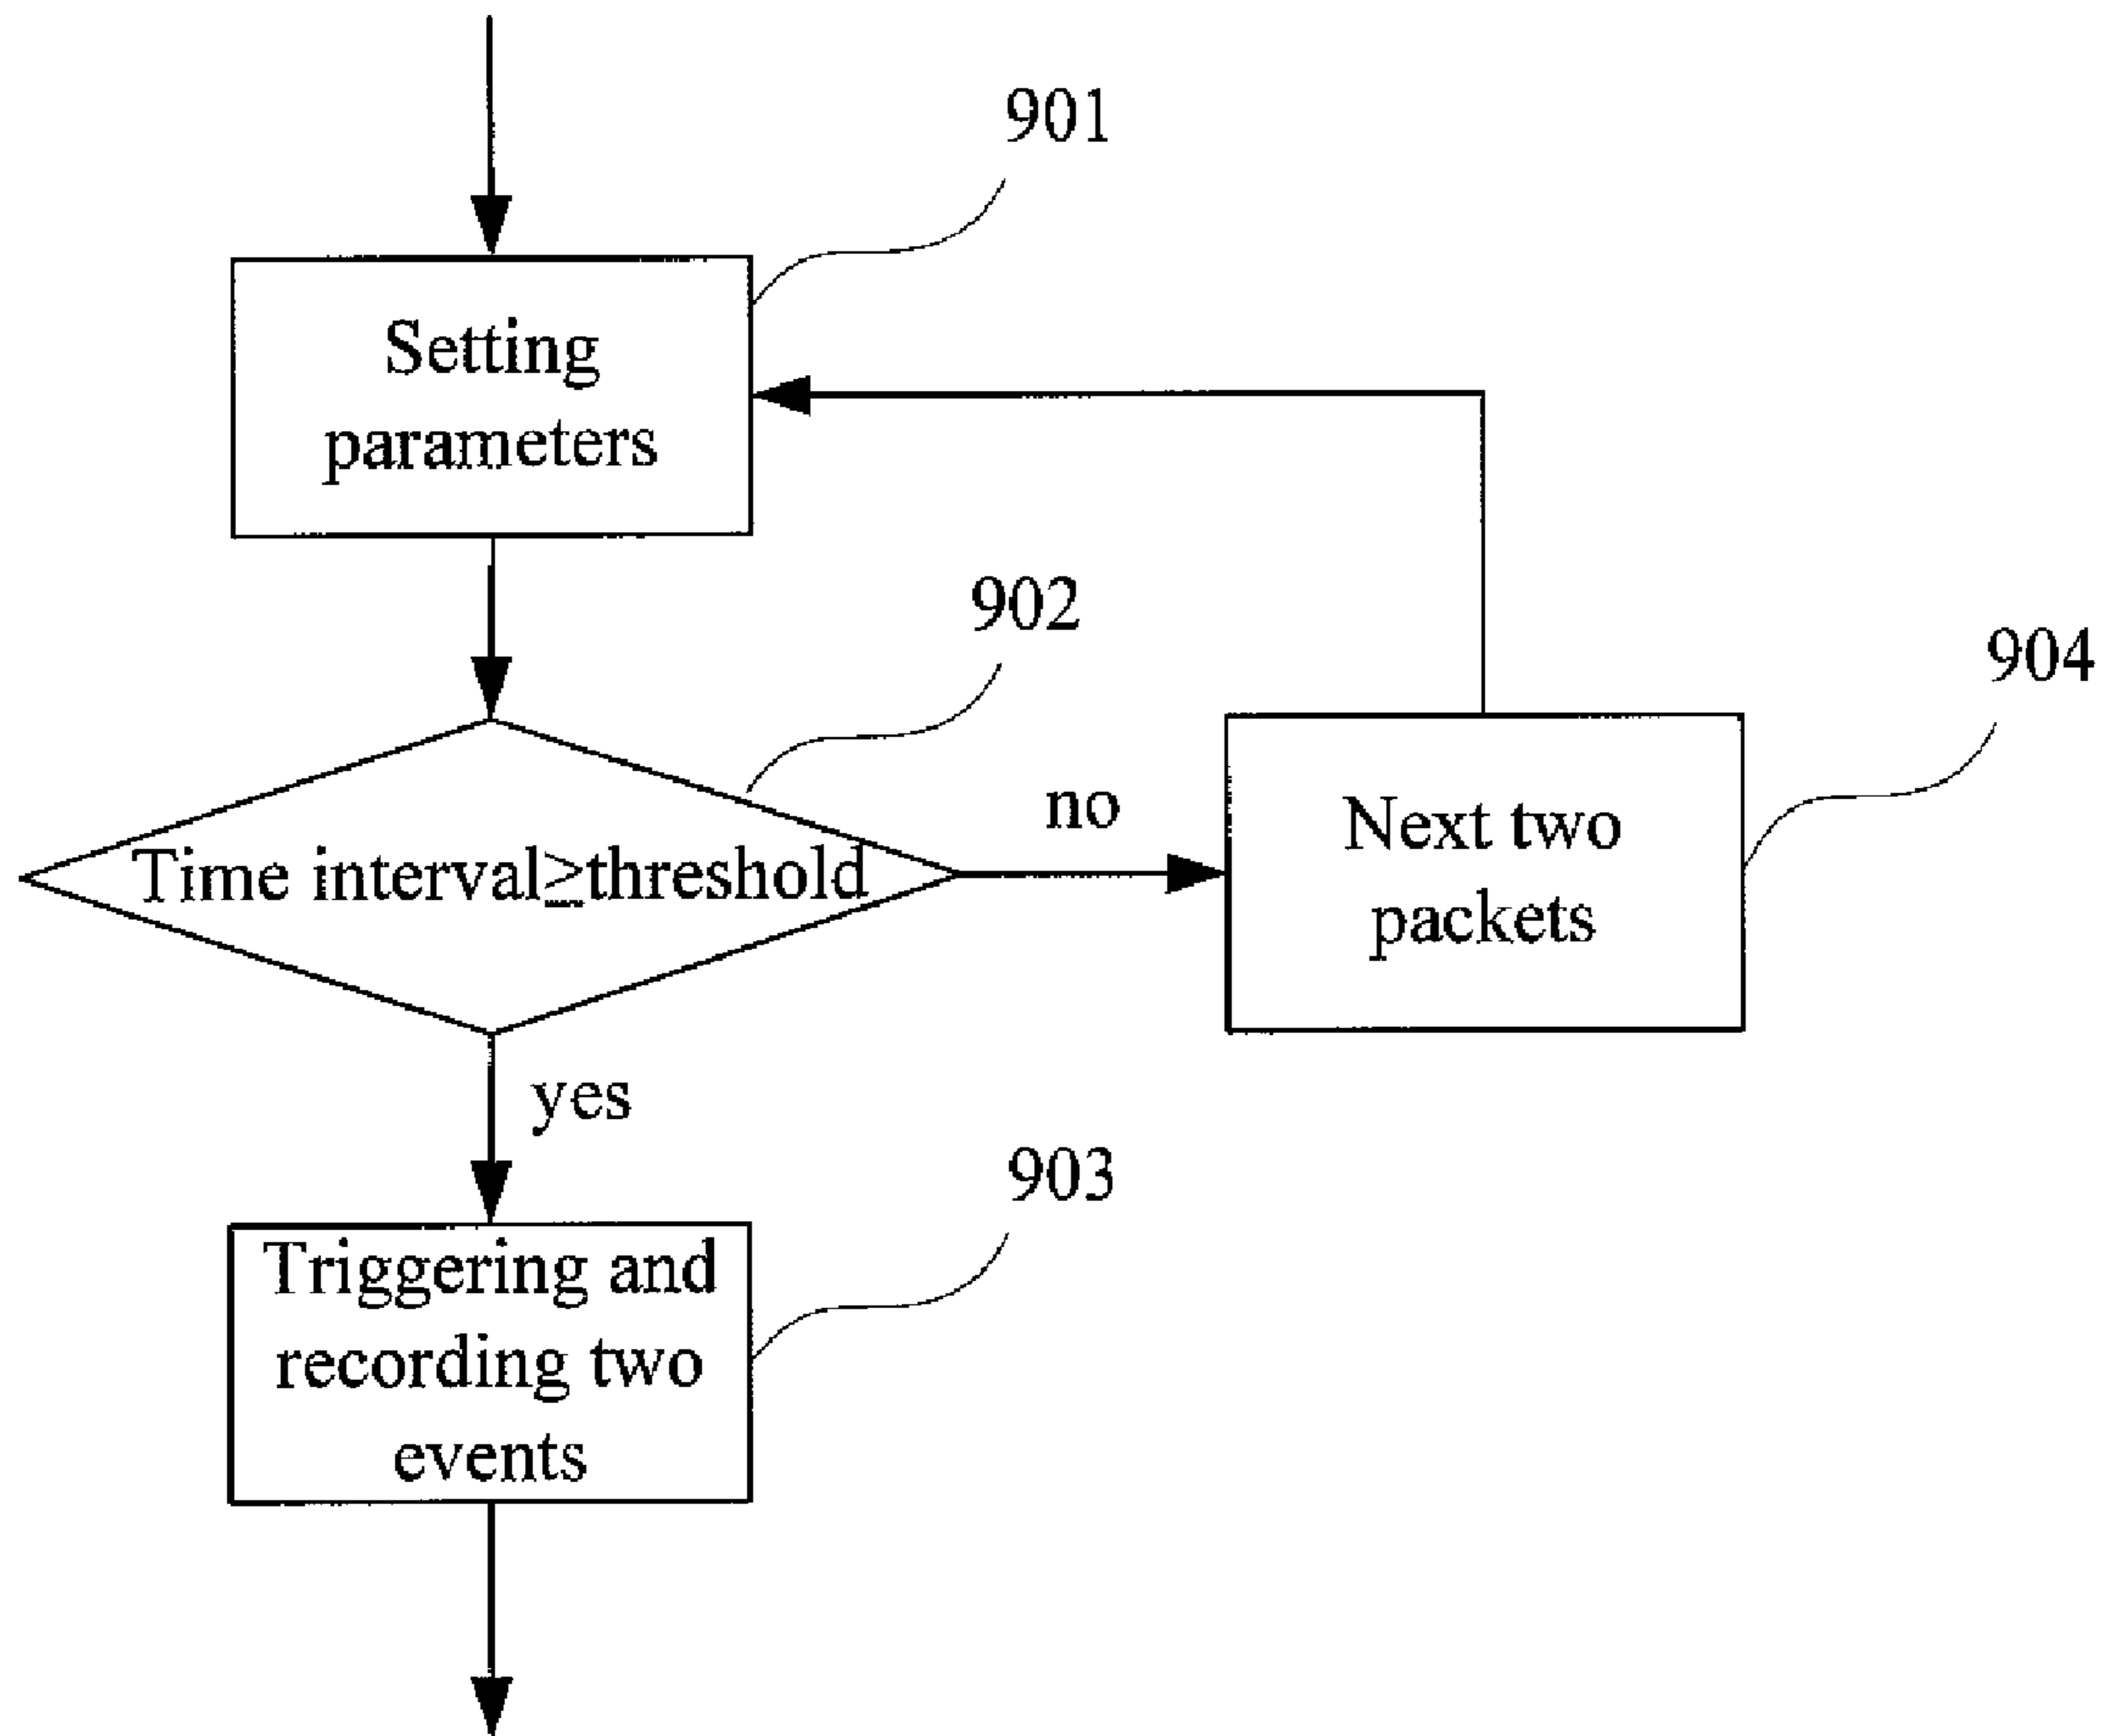 901
Setting
parameters
902
904
no
Next two
packets
Time interval≥threshold
yes
903
Triggering and
recording two
events